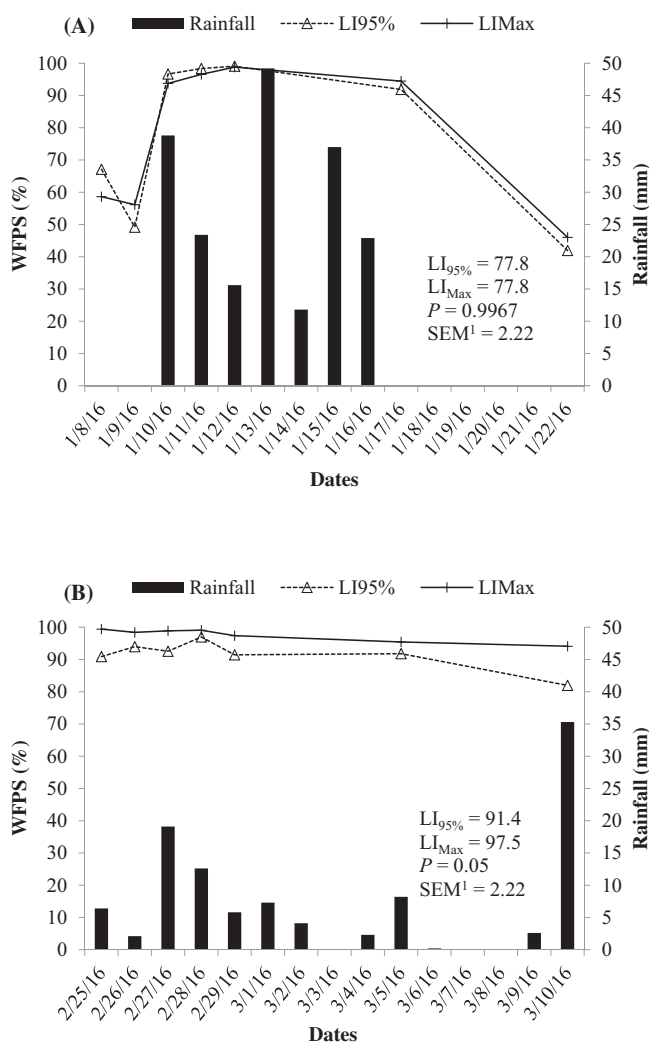 (A) Rainfall LI95% LIMax
100
90
80
70
60
50
40
30
20
10
0
WFPS (%)
50
45
40
35
30
25
20
15
10
5
0
Rainfall (mm)
LI95% = 77.8
LIMax = 77.8
P = 0.9967
SEM¹ = 2.22
1/8/16 1/9/16 1/10/16 1/11/16 1/12/16 1/13/16 1/14/16 1/15/16 1/16/16 1/17/16 1/18/16 1/19/16 1/20/16 1/21/16 1/22/16
Dates
(B) Rainfall LI95% LIMax
100
90
80
70
60
50
40
30
20
10
0
WFPS (%)
50
45
40
35
30
25
20
15
10
5
0
Rainfall (mm)
LI95% = 91.4
LIMax = 97.5
P = 0.05
SEM¹ = 2.22
2/25/16 2/26/16 2/27/16 2/28/16 2/29/16 3/1/16 3/2/16 3/3/16 3/4/16 3/5/16 3/6/16 3/7/16 3/8/16 3/9/16 3/10/16
Dates